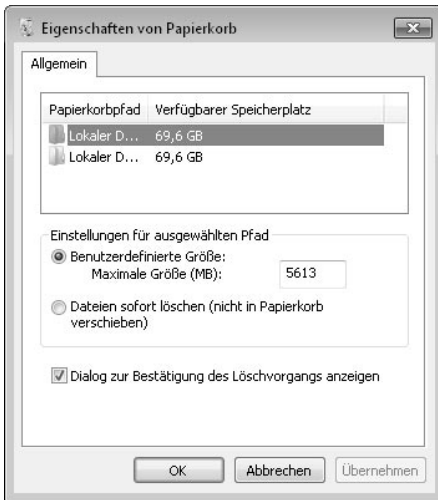 Eigenschaften von Papierkorb
Allgemein
Papierkorbpfad Verfügbarer Speicherplatz
Lokaler D... 69,6 GB
Lokaler D... 69,6 GB
Einstellungen für ausgewählten Pfad
Benutzerdefinierte Größe:
Maximale Größe (MB): 5613
Dateien sofort löschen (nicht in Papierkorb
verschieben)
Dialog zur Bestätigung des Löschvorgangs anzeigen
OK Abbrechen Übernehmen